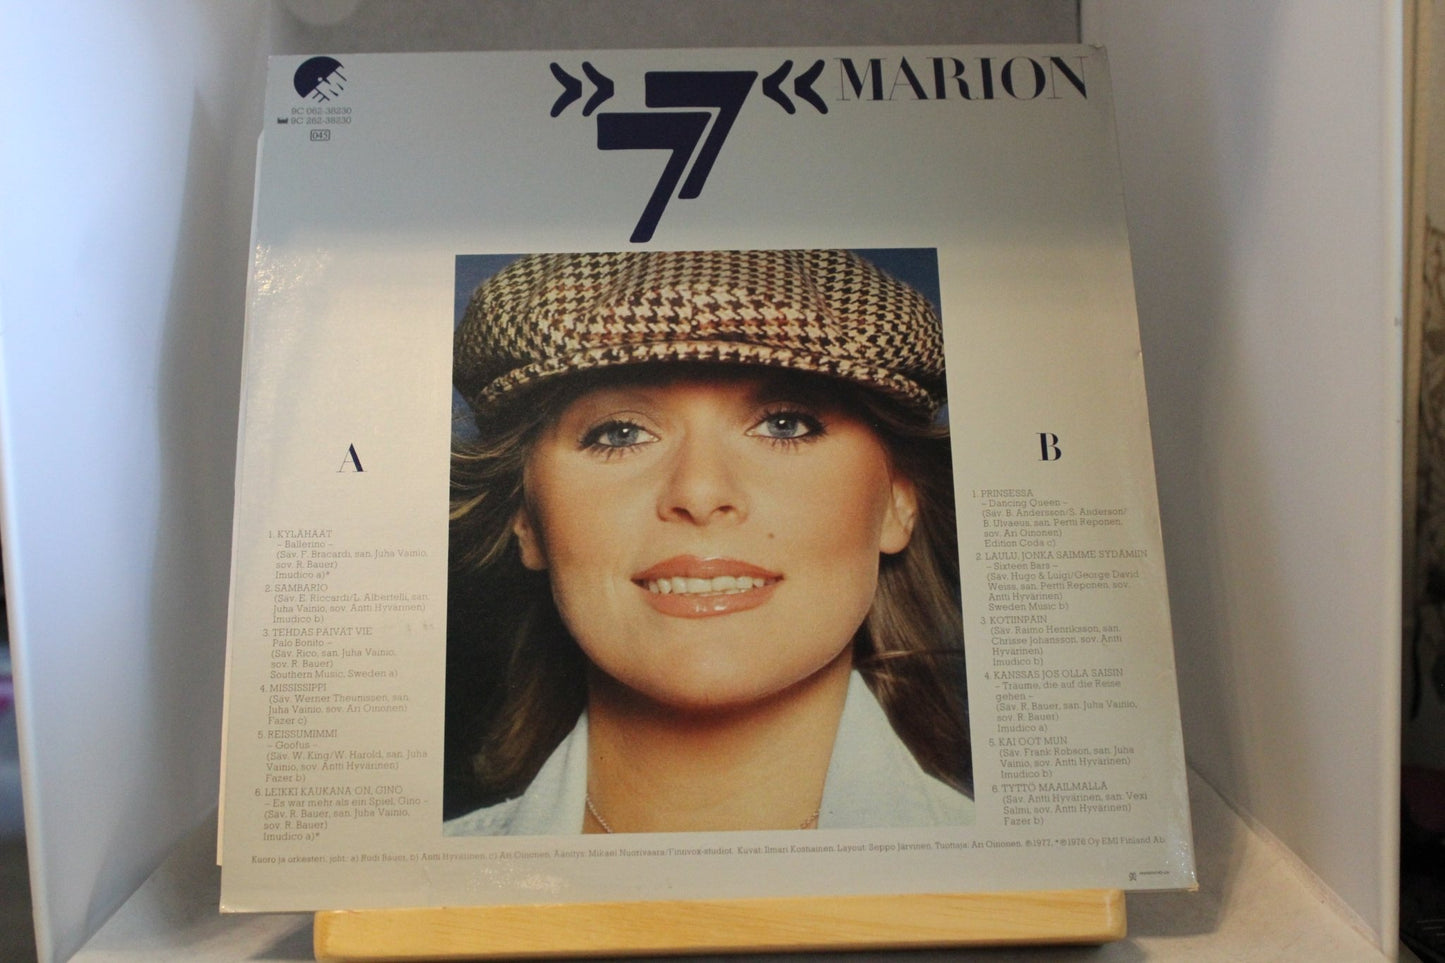 »77« MARION
9C 062-38230
9C 262-38230
045
A
1. KYLÄHÄÄT
– Ballerino –
(Säv. F. Bracardi, san. Juha Vainio,
sov. R. Bauer)
Imudico a)*
2. SAMBARIO
(Säv. E. Riccardi/L. Albertelli, san.
Juha Vainio, sov. Antti Hyvärinen)
Imudico b)
3. TEHDAS PÄIVÄT VIE
Palo Bonito –
(Säv. Rico, san. Juha Vainio,
sov. R. Bauer)
Southern Music, Sweden a)
4. MISSISSIPPI
(Säv. Werner Theunissen, san.
Juha Vainio, sov. Ari Oinonen)
Fazer c)
5. REISSUMIMMI
– Goofus –
(Säv. W. King/W. Harold, san. Juha
Vainio, sov. Antti Hyvärinen)
Fazer b)
6. LEIKKI KAUKANA ON, GINO
– Es war mehr als ein Spiel, Gino –
(Säv. R. Bauer, san. Juha Vainio,
sov. R. Bauer)
Imudico a)*
B
1. PRINSESSA
– Dancing Queen –
(Säv. B. Andersson/S. Anderson/
B. Ulvaeus, san. Pertti Reponen,
sov. Ari Oinonen)
Edition Coda c)
2. LAULU, JONKA SAIMME SYDÄMIIN
– Sixteen Bars –
(Säv. Hugo & Luigi/George David
Weiss, san. Pertti Reponen, sov.
Antti Hyvärinen)
Sweden Music b)
3. KOTIINPÄIN
(Säv. Raimo Henriksson, san.
Chrisse Johansson, sov. Antti
Hyvärinen)
Imudico b)
4. KANSSAS JOS OLLA SAISIN
– Träume, die auf die Reise
gehen –
(Säv. R. Bauer, san. Juha Vainio,
sov. R. Bauer)
Imudico a)
5. KAI OOT MUN
(Säv. Frank Robson, san. Juha
Vainio, sov. Antti Hyvärinen)
Imudico b)
6. TYTTÖ MAAILMALLA
(Säv. Antti Hyvärinen, san. Vexi
Salmi, sov. Antti Hyvärinen)
Fazer b)
Kuoro ja orkesteri, joht: a) Rudi Bauer, b) Antti Hyvärinen, c) Ari Oinonen. Äänitys: Mikael Nuorivaara/Finnvox-studiot. Kuvat: Ilmari Kostiainen. Layout: Seppo Järvinen. Tuottaja: Ari Oinonen. ℗1977, *℗1976 Oy EMI Finland Ab.